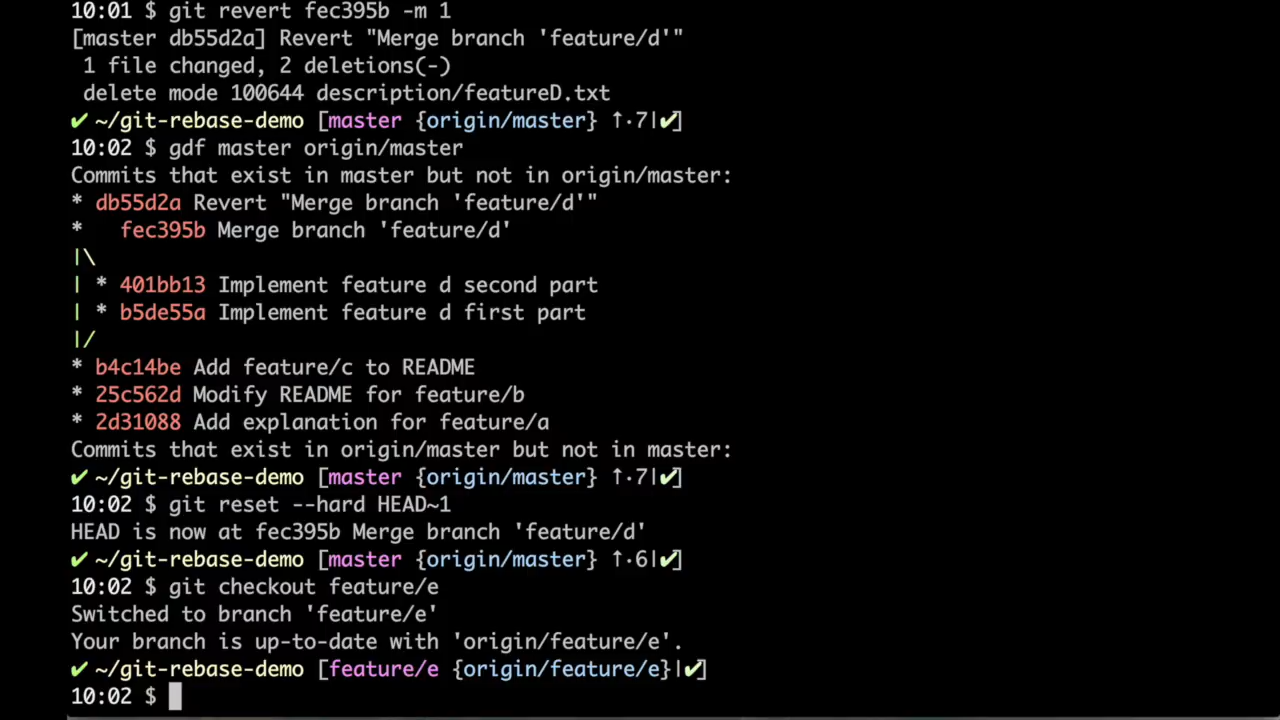 10:01 $ git revert fec395b -m 1
[master db55d2a] Revert "Merge branch 'feature/d'"
 1 file changed, 2 deletions(-)
 delete mode 100644 description/featureD.txt
✔ ~/git-rebase-demo [master {origin/master} ↑·7|✔]
10:02 $ gdf master origin/master
Commits that exist in master but not in origin/master:
* db55d2a Revert "Merge branch 'feature/d'"
*   fec395b Merge branch 'feature/d'
|\
| * 401bb13 Implement feature d second part
| * b5de55a Implement feature d first part
|/
* b4c14be Add feature/c to README
* 25c562d Modify README for feature/b
* 2d31088 Add explanation for feature/a
Commits that exist in origin/master but not in master:
✔ ~/git-rebase-demo [master {origin/master} ↑·7|✔]
10:02 $ git reset --hard HEAD~1
HEAD is now at fec395b Merge branch 'feature/d'
✔ ~/git-rebase-demo [master {origin/master} ↑·6|✔]
10:02 $ git checkout feature/e
Switched to branch 'feature/e'
Your branch is up-to-date with 'origin/feature/e'.
✔ ~/git-rebase-demo [feature/e {origin/feature/e}|✔]
10:02 $